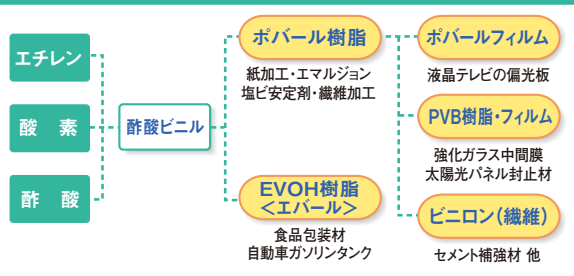 エチレン
酸 素
酢 酸
酢酸ビニル
ポバール樹脂
紙加工・エマルジョン
塩ビ安定剤・繊維加工
EVOH樹脂
<エバール>
食品包装材
自動車ガソリンタンク
ポバールフィルム
液晶テレビの偏光板
PVB樹脂・フィルム
強化ガラス中間膜
太陽光パネル封止材
ビニロン(繊維)
セメント補強材 他